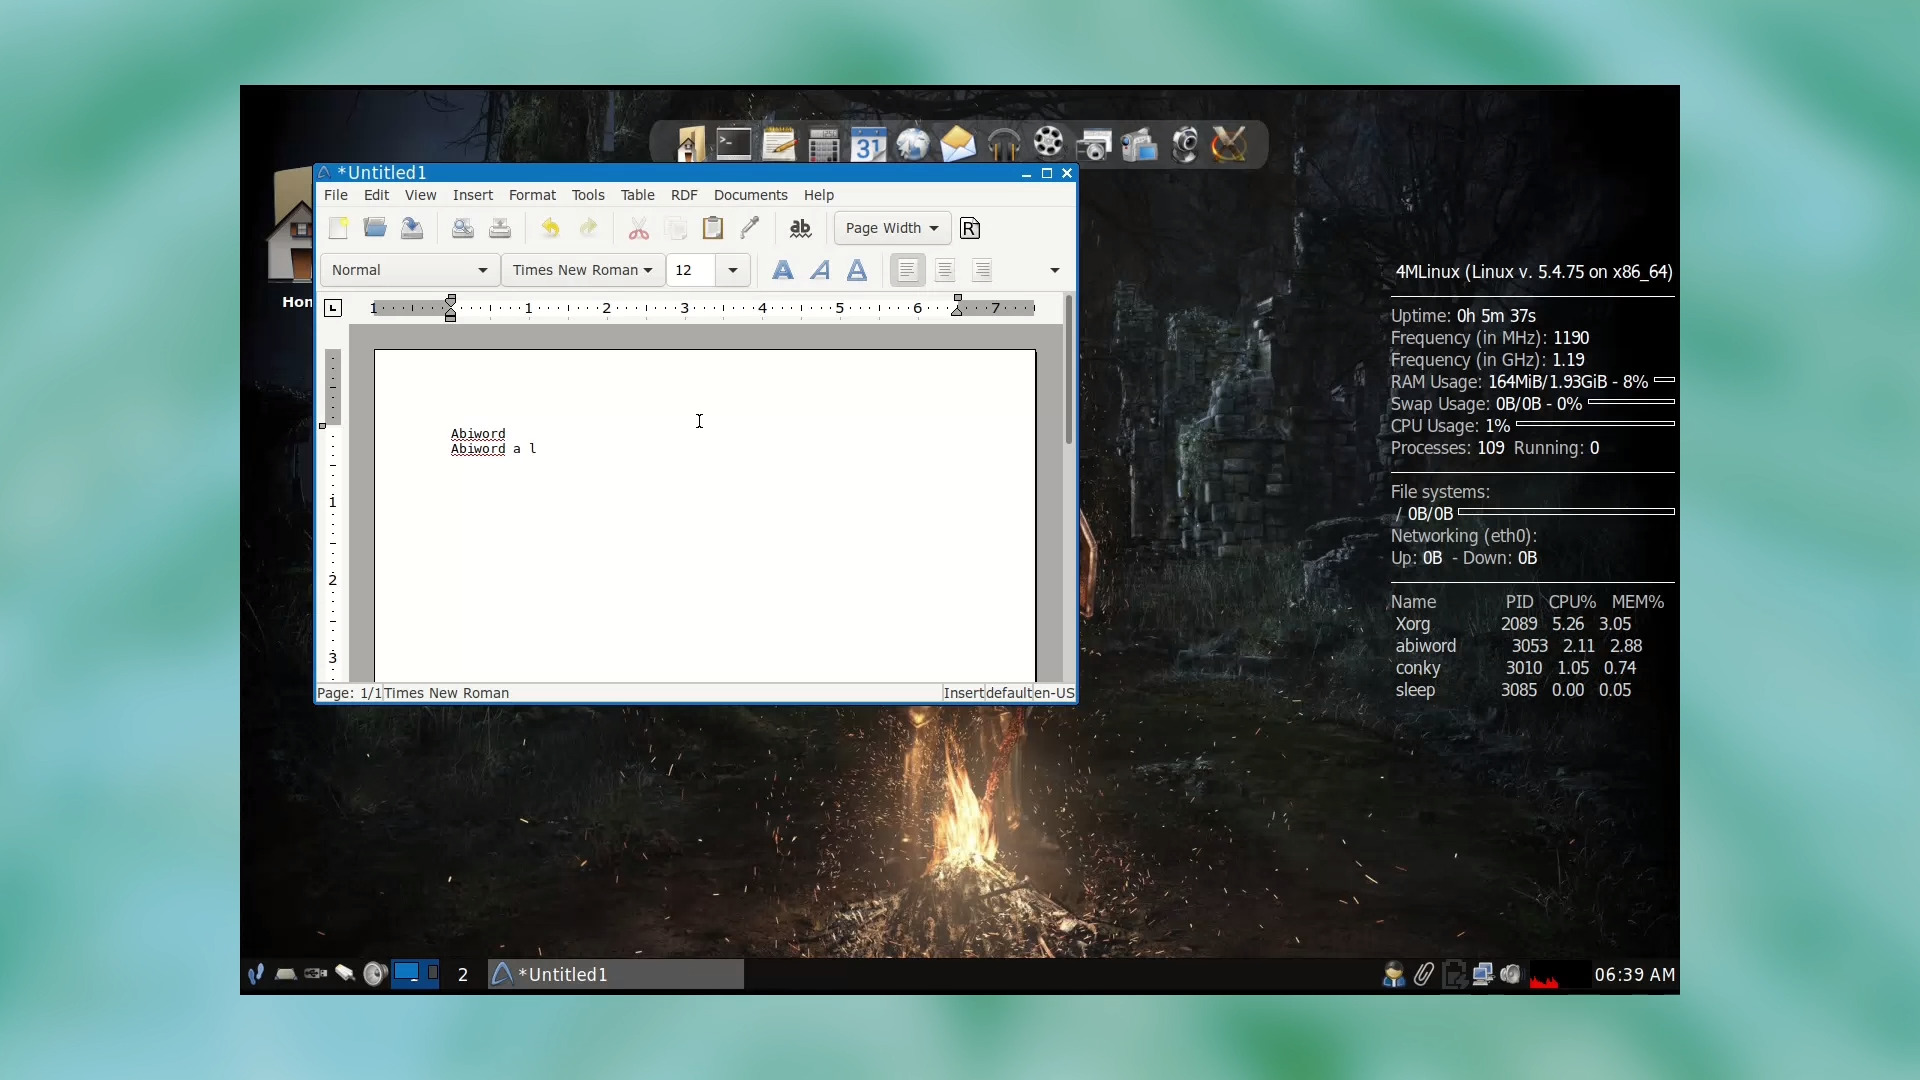 *Untitled1
File Edit View Insert Format Tools Table RDF Documents Help
31
ab Page Width R
Normal Times New Roman 12 A A A
1 1 2 3 4 5 6 7
Hom
Abiword
Abiword a l
1
2
3
Page: 1/1 Times New Roman Insert default en-US
4MLinux (Linux v. 5.4.75 on x86_64)
Uptime: 0h 5m 37s
Frequency (in MHz): 1190
Frequency (in GHz): 1.19
RAM Usage: 164MiB/1.93GiB - 8%
Swap Usage: 0B/0B - 0%
CPU Usage: 1%
Processes: 109 Running: 0
File systems:
/ 0B/0B
Networking (eth0):
Up: 0B - Down: 0B
Name PID CPU% MEM%
Xorg 2089 5.26 3.05
abiword 3053 2.11 2.88
conky 3010 1.05 0.74
sleep 3085 0.00 0.05
2 *Untitled1 06:39 AM